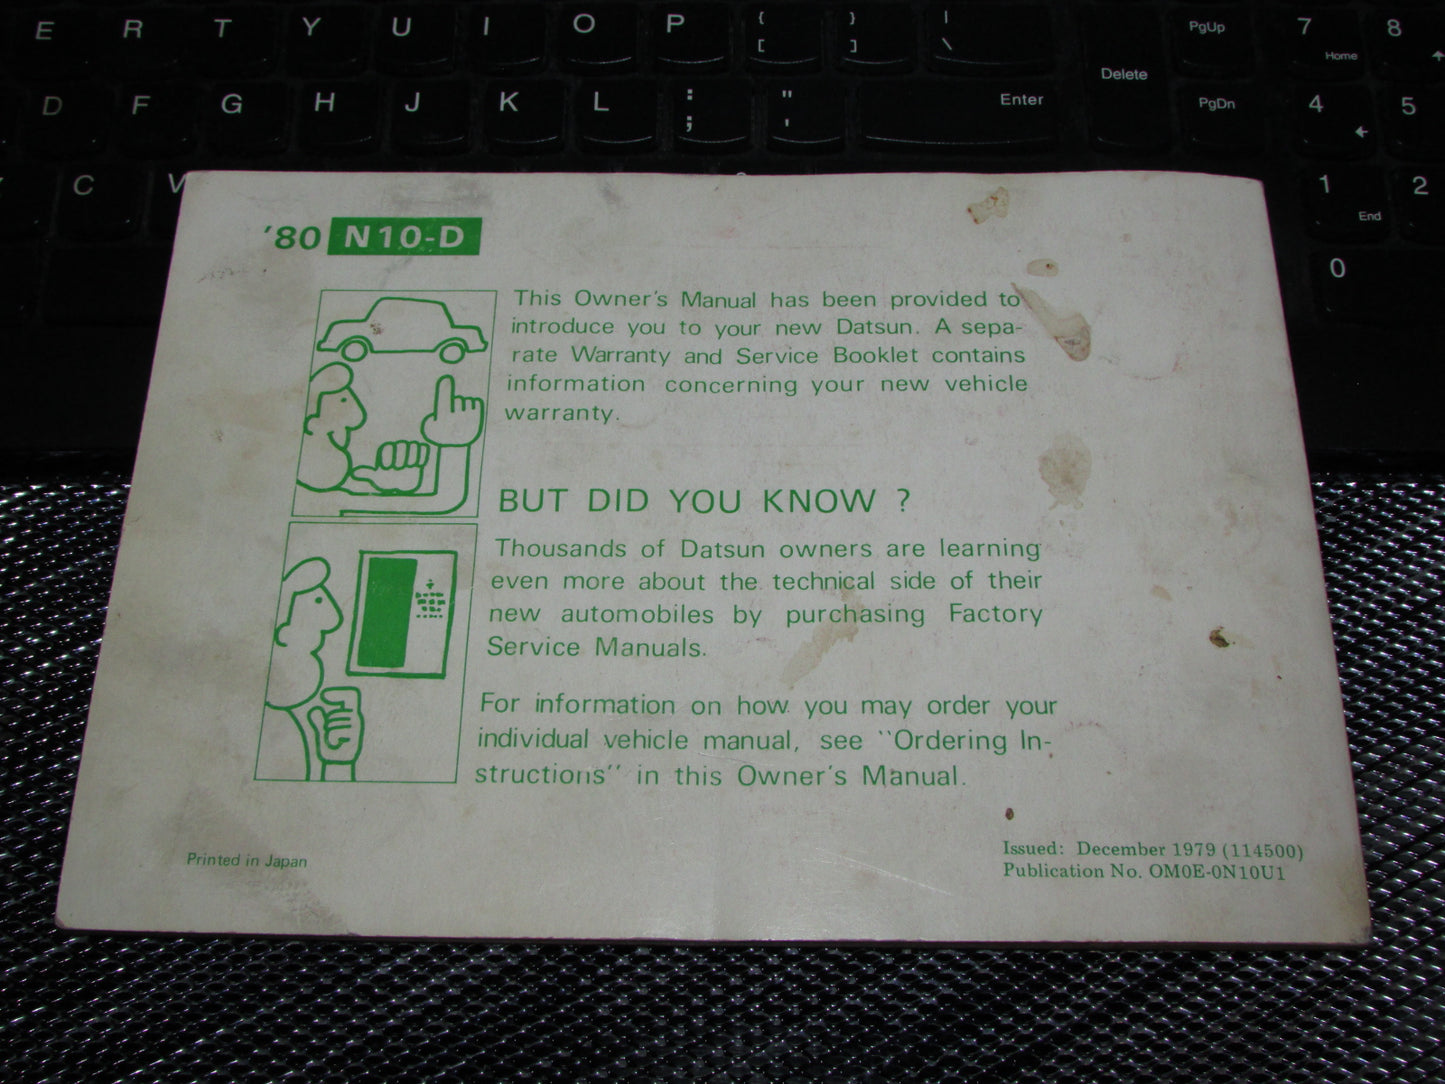 E R T Y U I O P { [ } ] | \ Delete PgUp 7 Home 8
D F G H J K L : ; " ' Enter PgDn 4 5
C V 1 End 2
0
'80 N10-D
This Owner's Manual has been provided to
introduce you to your new Datsun. A sepa-
rate Warranty and Service Booklet contains
information concerning your new vehicle
warranty.
BUT DID YOU KNOW ?
Thousands of Datsun owners are learning
even more about the technical side of their
new automobiles by purchasing Factory
Service Manuals.
For information on how you may order your
individual vehicle manual, see "Ordering In-
structions" in this Owner's Manual.
Printed in Japan
Issued: December 1979 (114500)
Publication No. OM0E-0N10U1